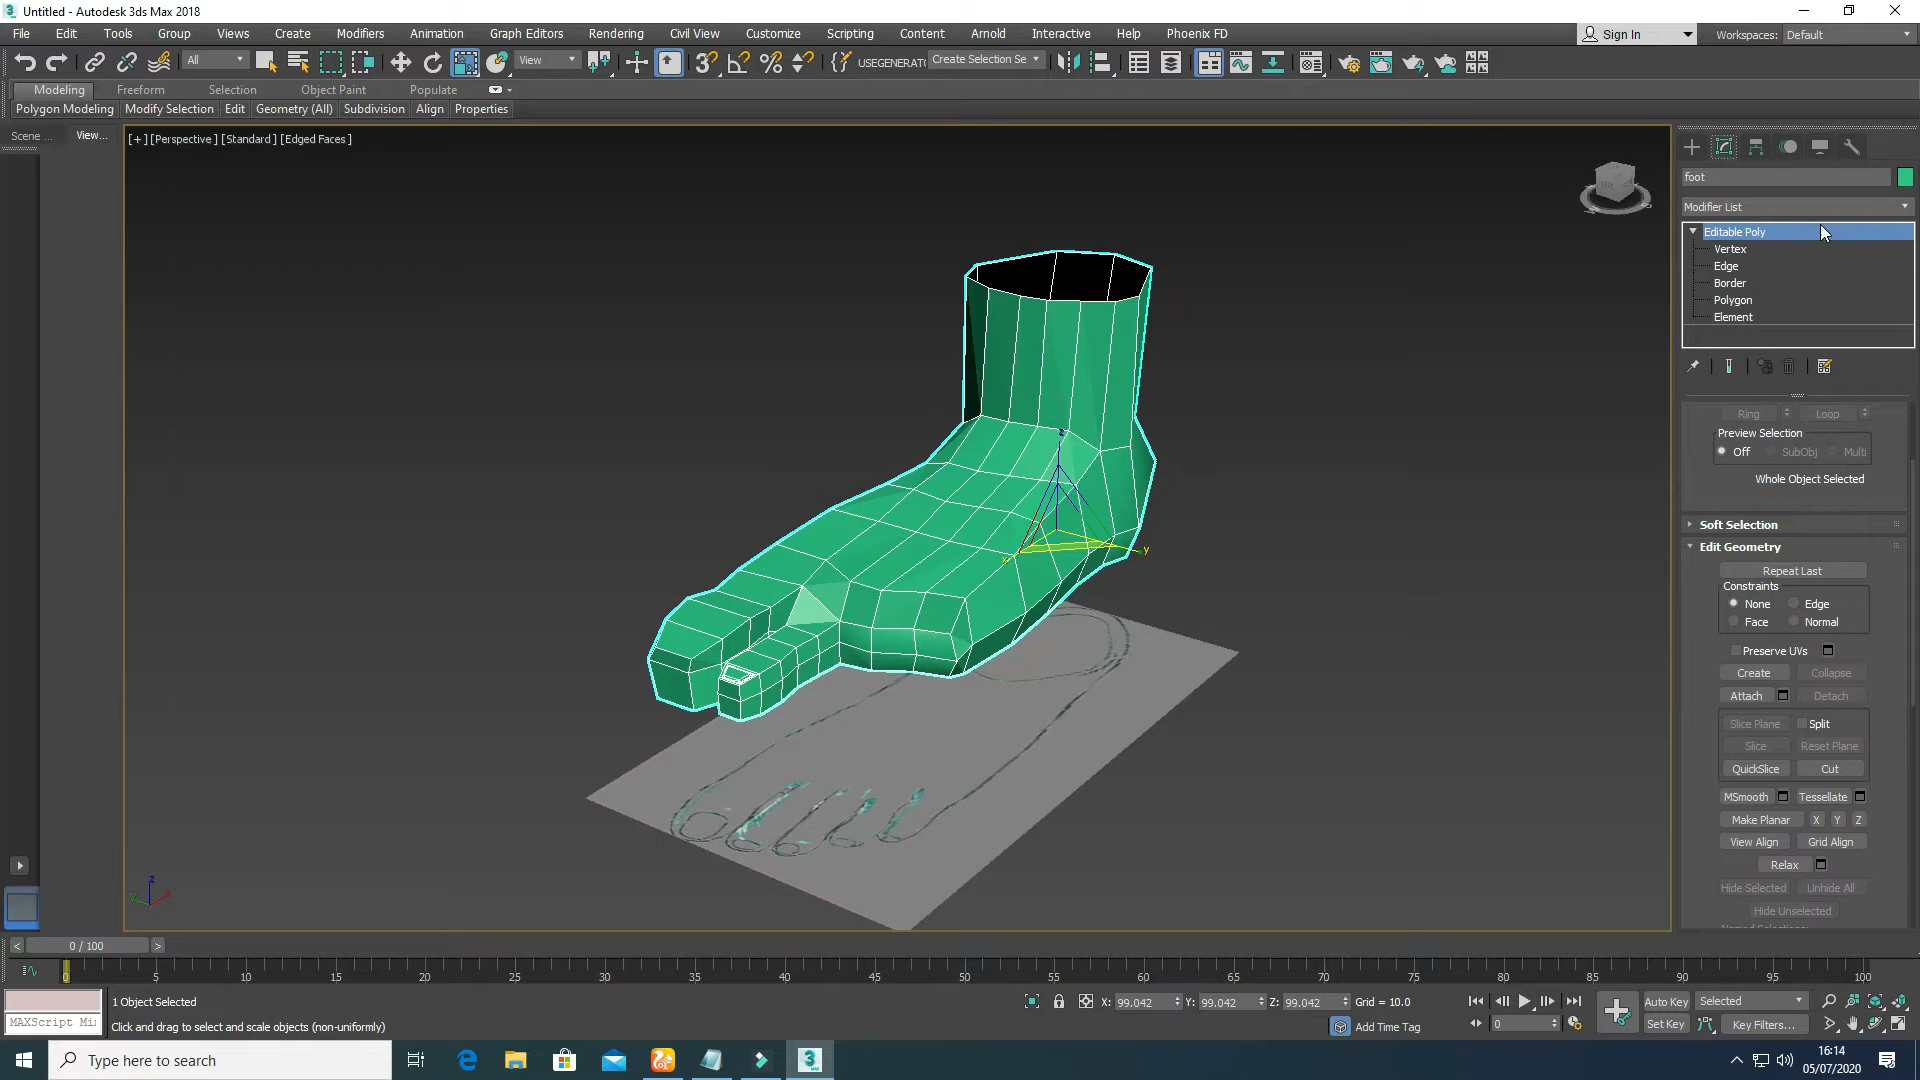 Untitled - Autodesk 3ds Max 2018
File Edit Tools Group Views Create Modifiers Animation Graph Editors Rendering Civil View Customize Scripting Content Arnold Interactive Help Phoenix FD
Sign In Workspaces: Default
All View USEGENERAT Create Selection Se
Modeling Freeform Selection Object Paint Populate
Polygon Modeling Modify Selection Edit Geometry (All) Subdivision Align Properties
Scene ... View...
[+] [Perspective ] [Standard ] [Edged Faces ]
foot
Modifier List
Editable Poly
Vertex
Edge
Border
Polygon
Element
Ring Loop
Preview Selection
Off SubObj Multi
Whole Object Selected
Soft Selection
Edit Geometry
Repeat Last
Constraints
None Edge
Face Normal
Preserve UVs
Create Collapse
Attach Detach
Slice Plane Split
Slice Reset Plane
QuickSlice Cut
MSmooth Tessellate
Make Planar X Y Z
View Align Grid Align
Relax
Hide Selected Unhide All
Hide Unselected
Named Selections:
z
x y
z
y x
< 0 / 100 >
0 5 10 15 20 25 30 35 40 45 50 55 60 65 70 75 80 85 90 95 100
1 Object Selected
X: 99.042 Y: 99.042 Z: 99.042 Grid = 10.0
Auto Key Selected
MAXScript Mi
Click and drag to select and scale objects (non-uniformly)
Add Time Tag
0
Set Key Key Filters...
Type here to search
16:14
05/07/2020